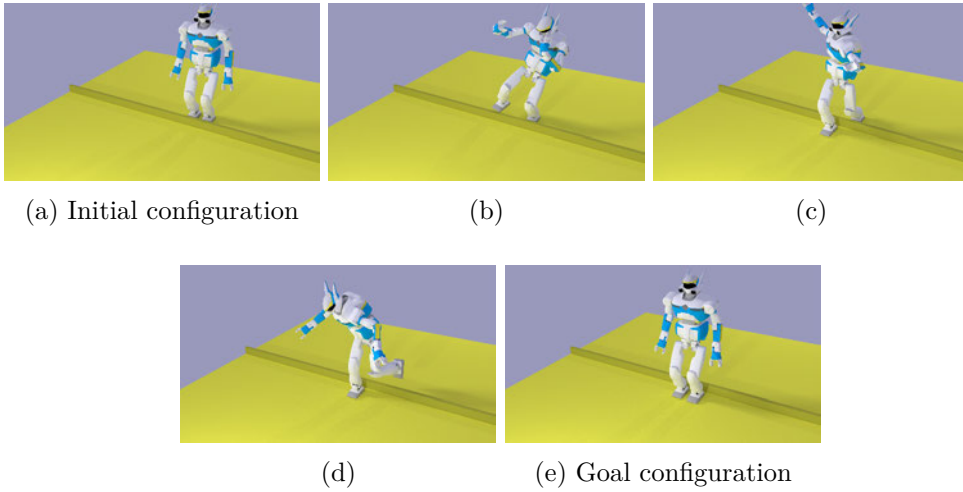 (a) Initial configuration
(b)
(c)
(d)
(e) Goal configuration